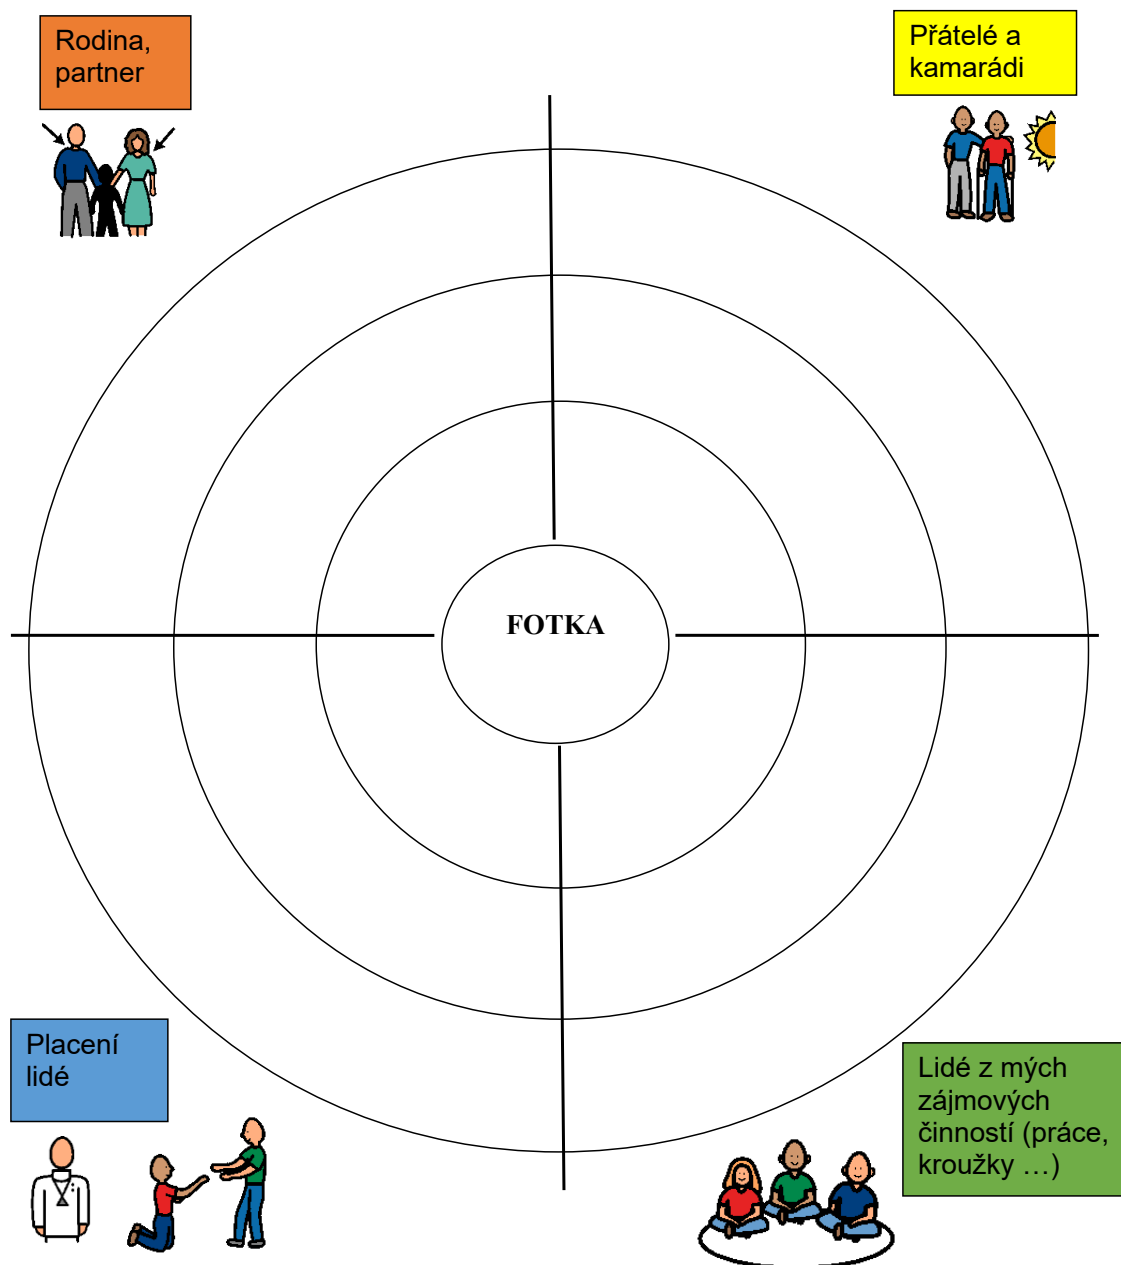 Rodina,
partner
Přátelé a
kamarádi
FOTKA
Placení
lidé
Lidé z mých
zájmových
činností (práce,
kroužky …)